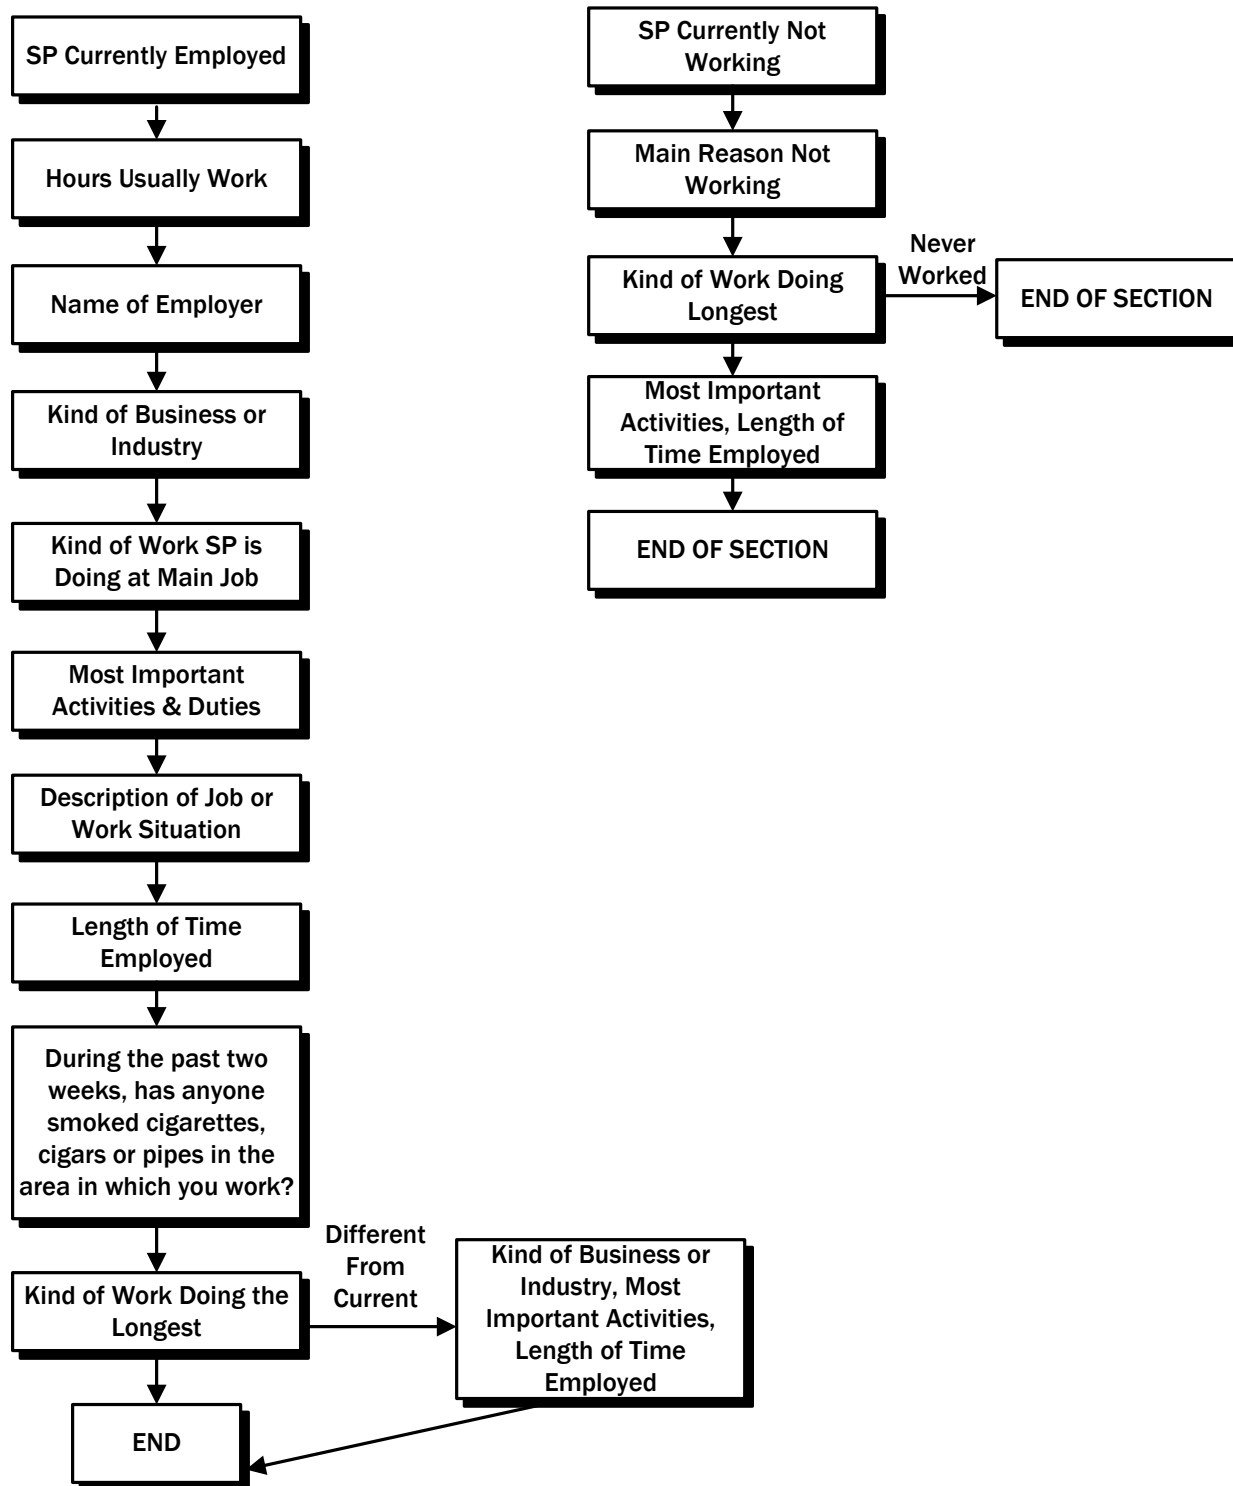 SP Currently Employed
Hours Usually Work
Name of Employer
Kind of Business or
Industry
Kind of Work SP is
Doing at Main Job
Most Important
Activities & Duties
Description of Job or
Work Situation
Length of Time
Employed
During the past two
weeks, has anyone
smoked cigarettes,
cigars or pipes in the
area in which you work?
Kind of Work Doing the
Longest
Different
From
Current
Kind of Business or
Industry, Most
Important Activities,
Length of Time
Employed
END
SP Currently Not
Working
Main Reason Not
Working
Kind of Work Doing
Longest
Never
Worked
END OF SECTION
Most Important
Activities, Length of
Time Employed
END OF SECTION